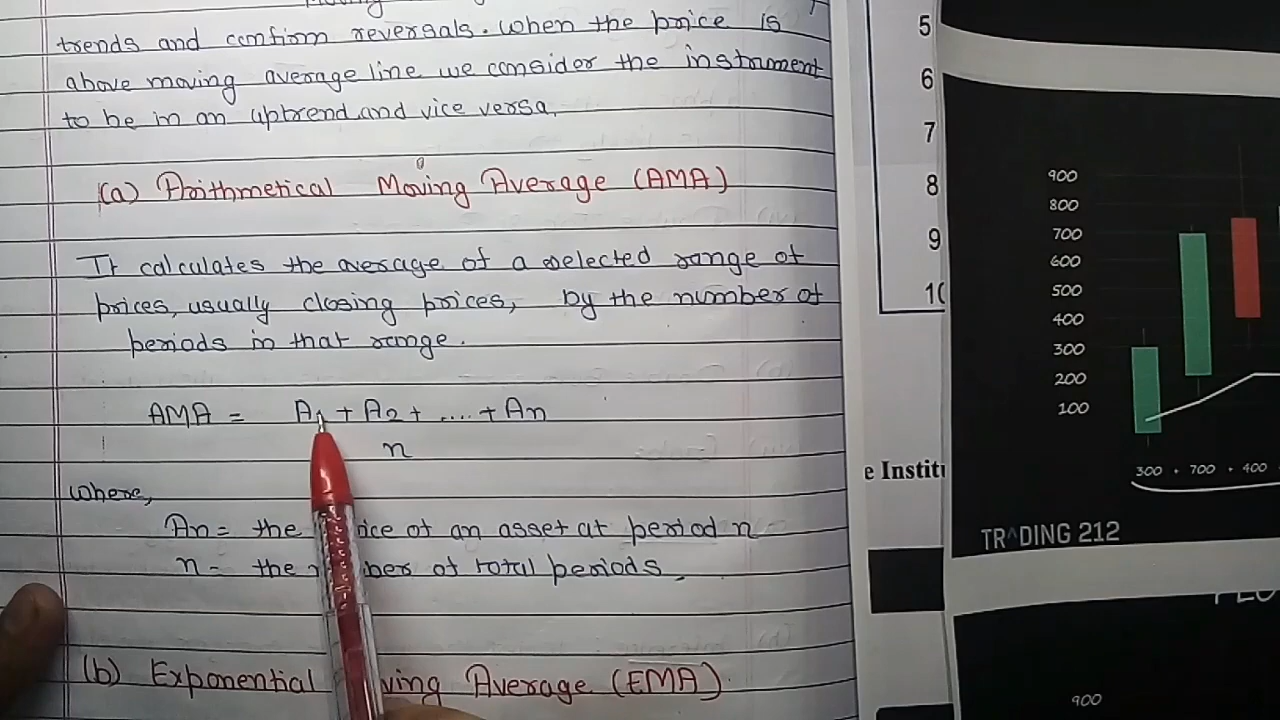 trends and confirm reversals. when the price is
above moving average line we consider the instrument
to be in an uptrend and vice versa.
(a) Arithmetical Moving Average (AMA)
It calculates the average of a selected range of
prices, usually closing prices, by the number of
periods in that range.
AMA = A1 + A2 + .... + An
n
where,
An = the ice of an asset at period n
n = the ber of total periods.
(b) Exponential ving Average (EMA)
5
6
7
8
9
10
e Instit
900
800
700
600
500
400
300
200
100
300 + 700 + 400
TRADING 212
900